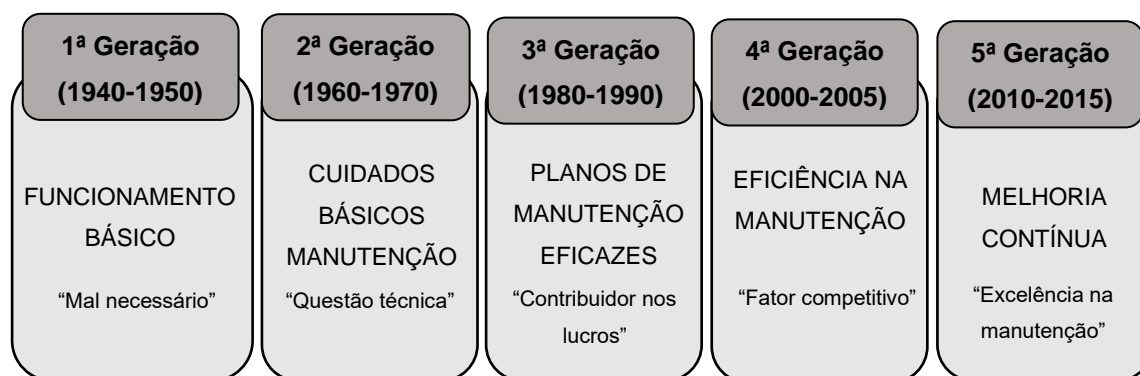 1ª Geração
(1940-1950)
FUNCIONAMENTO
BÁSICO
“Mal necessário”
2ª Geração
(1960-1970)
CUIDADOS
BÁSICOS
MANUTENÇÃO
“Questão técnica”
3ª Geração
(1980-1990)
PLANOS DE
MANUTENÇÃO
EFICAZES
“Contribuidor nos
lucros”
4ª Geração
(2000-2005)
EFICIÊNCIA NA
MANUTENÇÃO
“Fator competitivo”
5ª Geração
(2010-2015)
MELHORIA
CONTÍNUA
“Excelência na
manutenção”